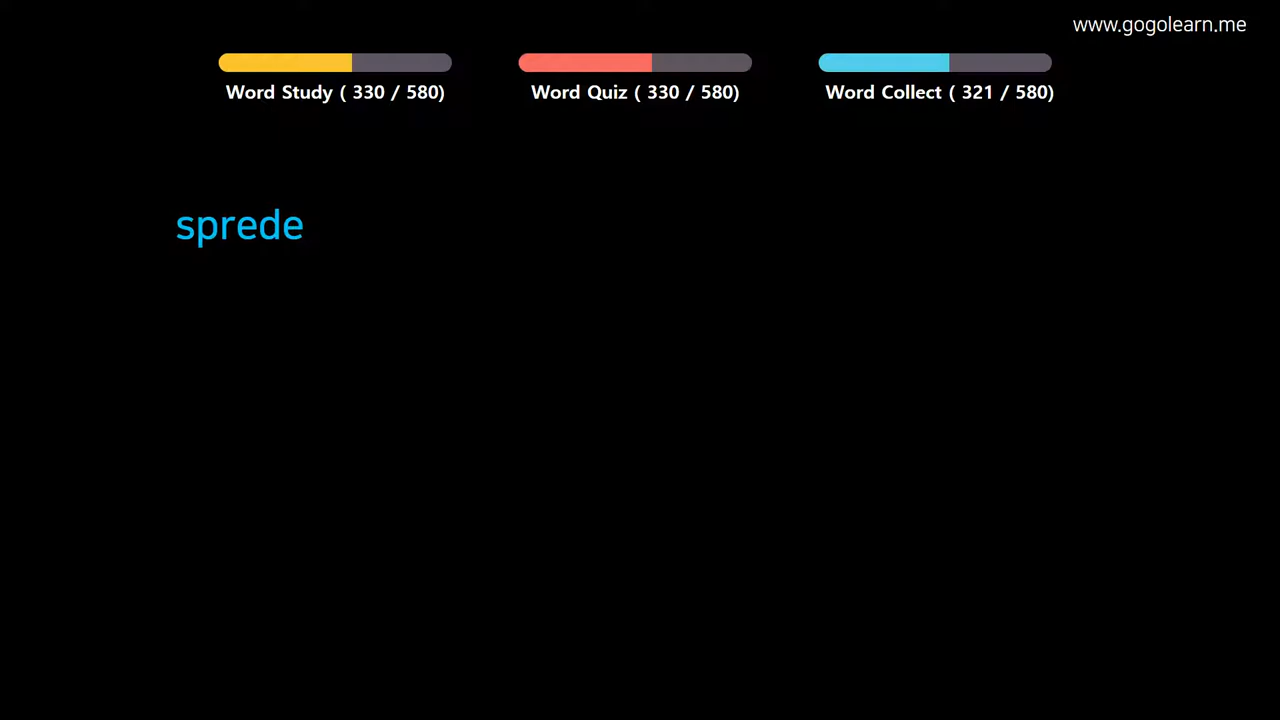 www.gogolearn.me
Word Study ( 330 / 580)
Word Quiz ( 330 / 580)
Word Collect ( 321 / 580)
sprede